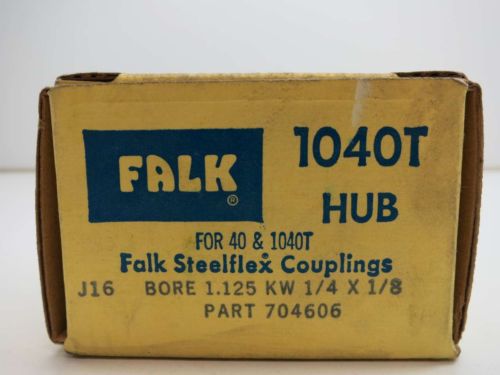 FALK®
1040T
HUB
FOR 40 & 1040T
Falk Steelflex Couplings
J16 BORE 1.125 KW 1/4 X 1/8
PART 704606